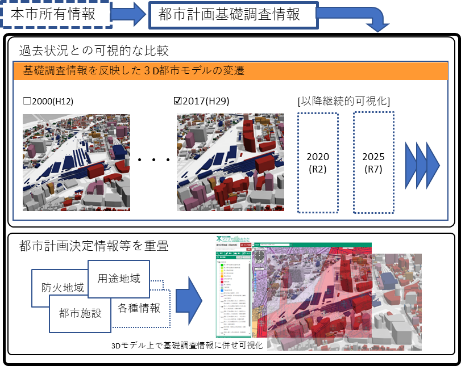 本市所有情報
都市計画基礎調査情報
過去状況との可視的な比較
基礎調査情報を反映した３D都市モデルの変遷
☐2000(H12)
☑2017(H29)
[以降継続的可視化]
・・・
2020
(R2)
2025
(R7)
都市計画決定情報等を重畳
用途地域
防火地域
各種情報
都市施設
3Dモデル上で基礎調査情報に併せ可視化